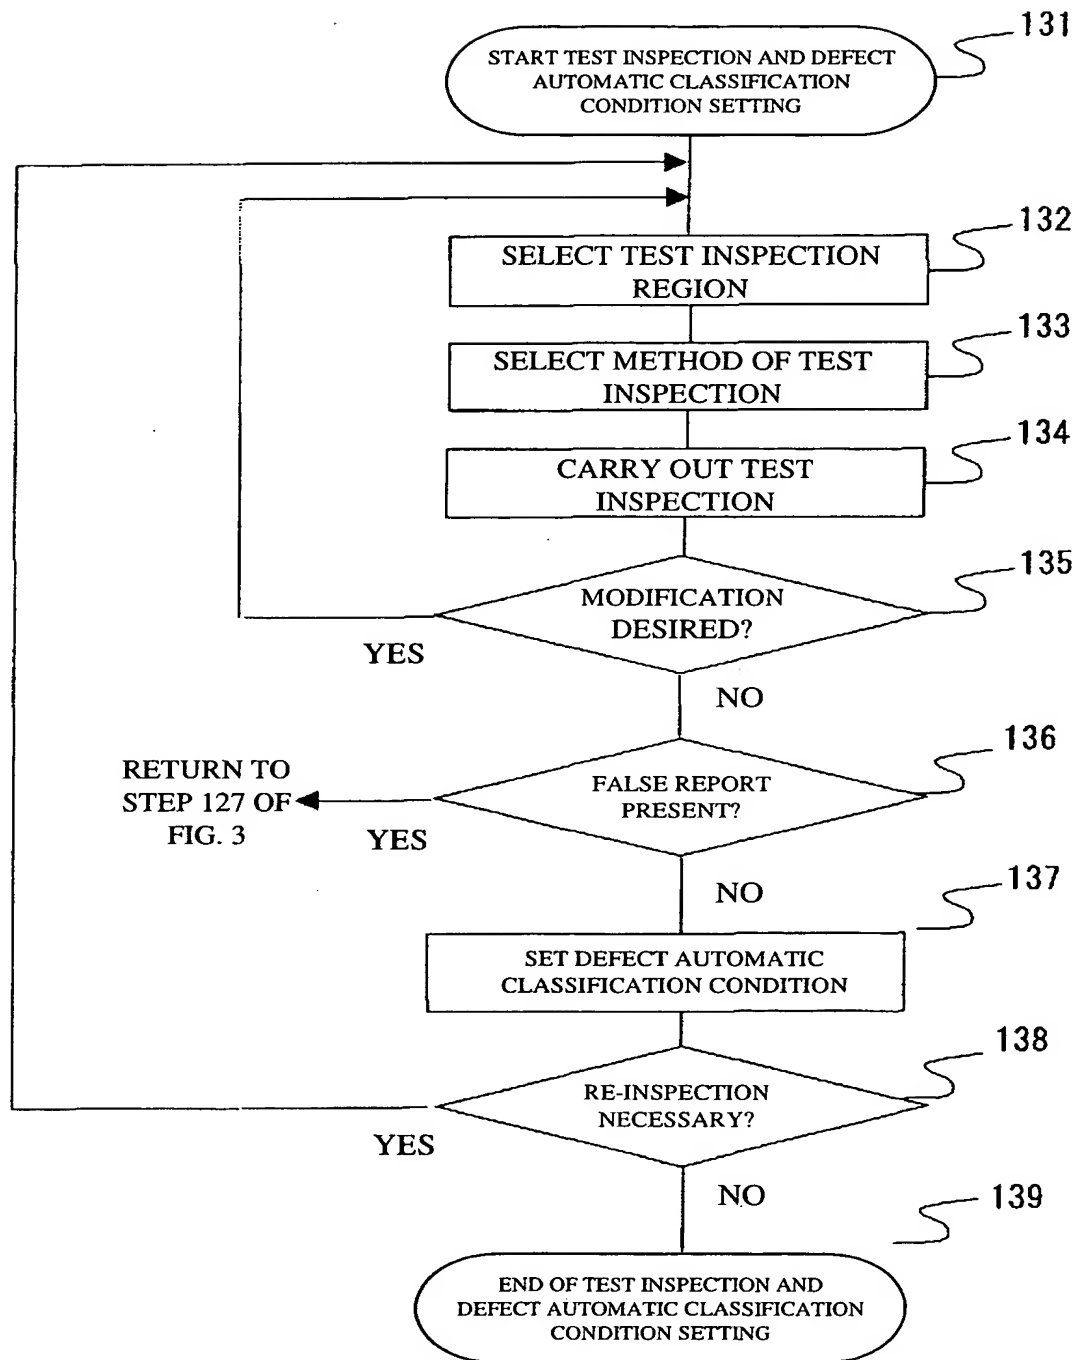 131
START TEST INSPECTION AND DEFECT
AUTOMATIC CLASSIFICATION
CONDITION SETTING
132
SELECT TEST INSPECTION
REGION
133
SELECT METHOD OF TEST
INSPECTION
134
CARRY OUT TEST
INSPECTION
135
MODIFICATION
DESIRED?
YES
NO
136
FALSE REPORT
PRESENT?
RETURN TO
STEP 127 OF
FIG. 3
YES
NO
137
SET DEFECT AUTOMATIC
CLASSIFICATION CONDITION
138
RE-INSPECTION
NECESSARY?
YES
NO
139
END OF TEST INSPECTION AND
DEFECT AUTOMATIC CLASSIFICATION
CONDITION SETTING